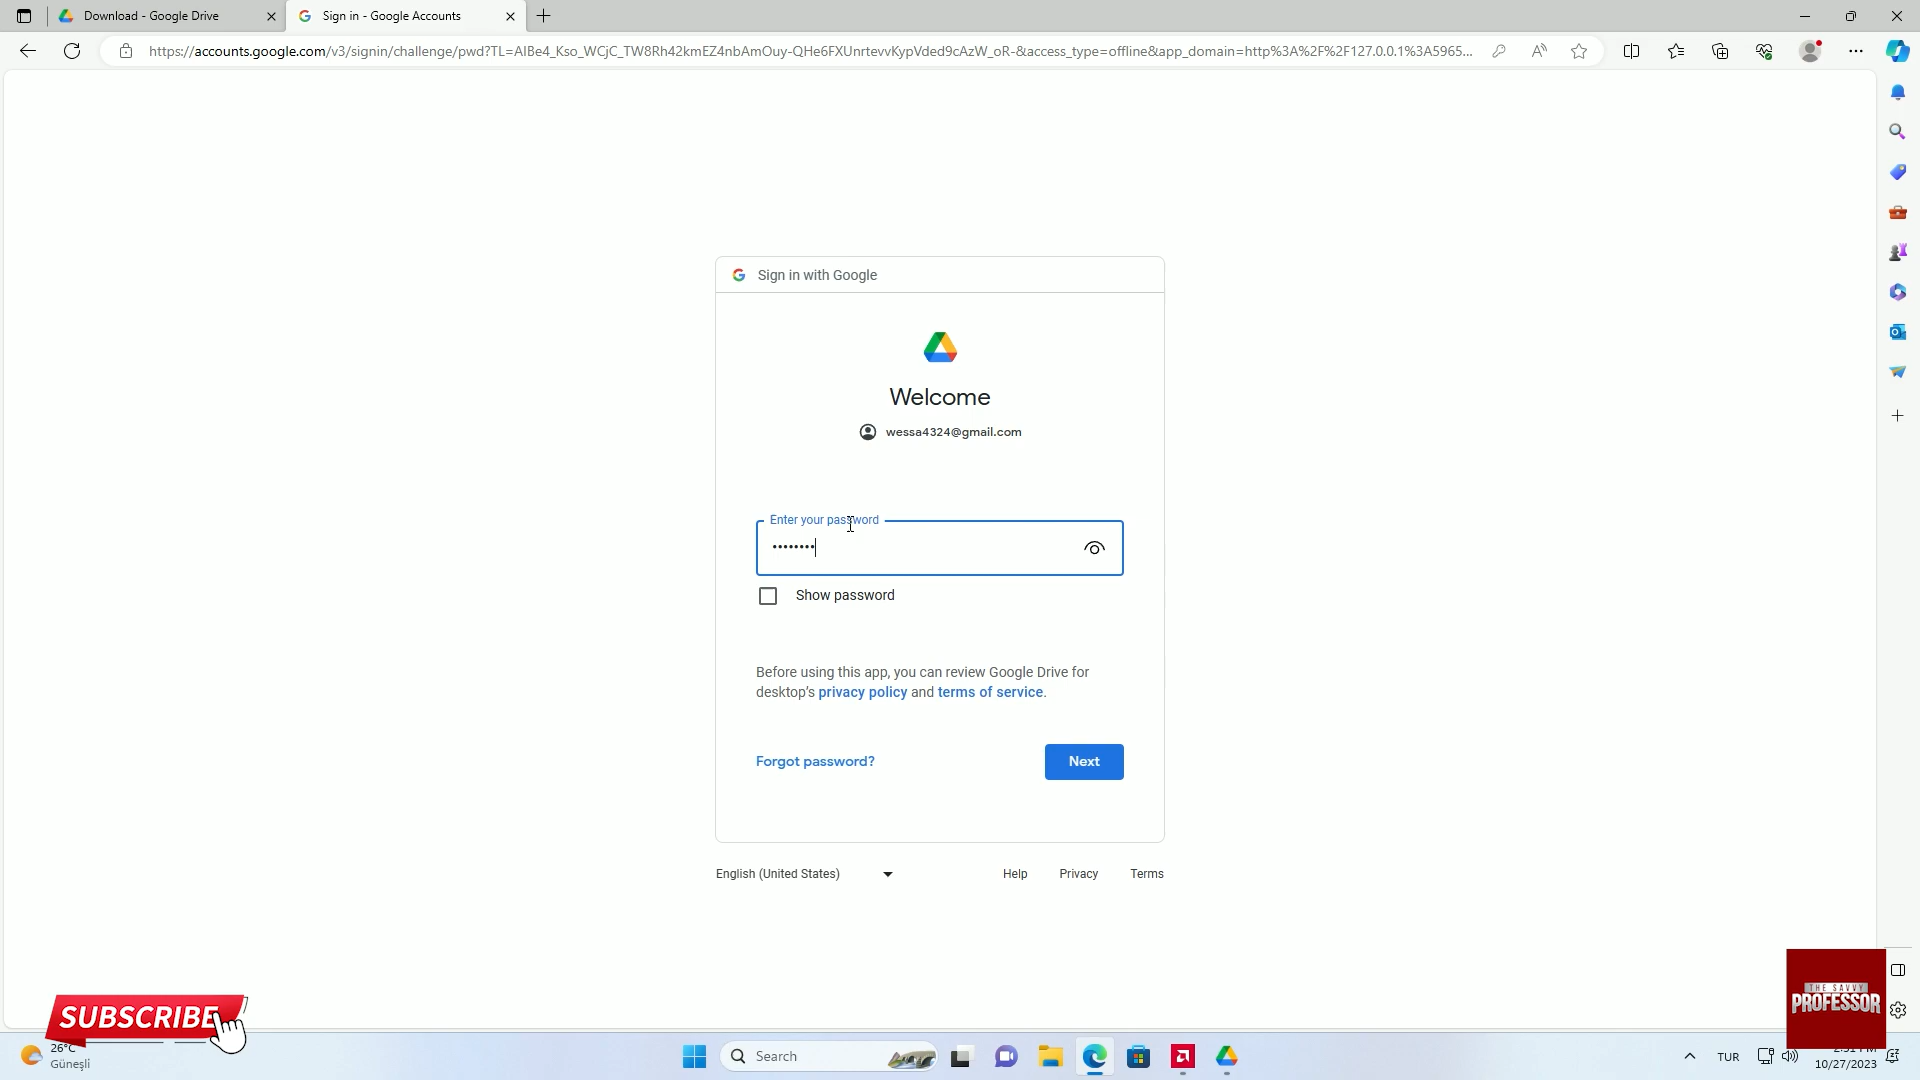 Download - Google Drive
Sign in - Google Accounts
https://accounts.google.com/v3/signin/challenge/pwd?TL=AIBe4_Kso_WCjC_TW8Rh42kmEZ4nbAmOuy-QHe6FXUnrtevvKypVded9cAzW_oR-&access_type=offline&app_domain=http%3A%2F%2F127.0.0.1%3A5965...
Sign in with Google
Welcome
wessa4324@gmail.com
Enter your password
Show password
Before using this app, you can review Google Drive for
desktop's privacy policy and terms of service.
Forgot password?
Next
English (United States)
Help
Privacy
Terms
SUBSCRIBE
THE SAVVY
PROFESSOR
26°C
Güneşli
Search
TUR
10/27/2023